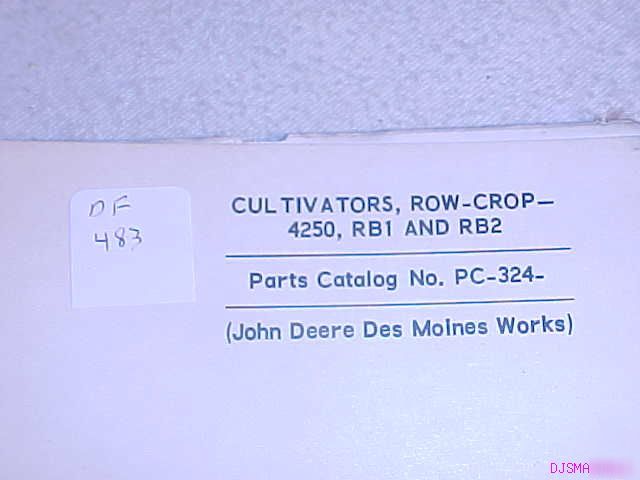 DF
483
CULTIVATORS, ROW-CROP—
4250, RB1 AND RB2
Parts Catalog No. PC-324-
(John Deere Des Moines Works)